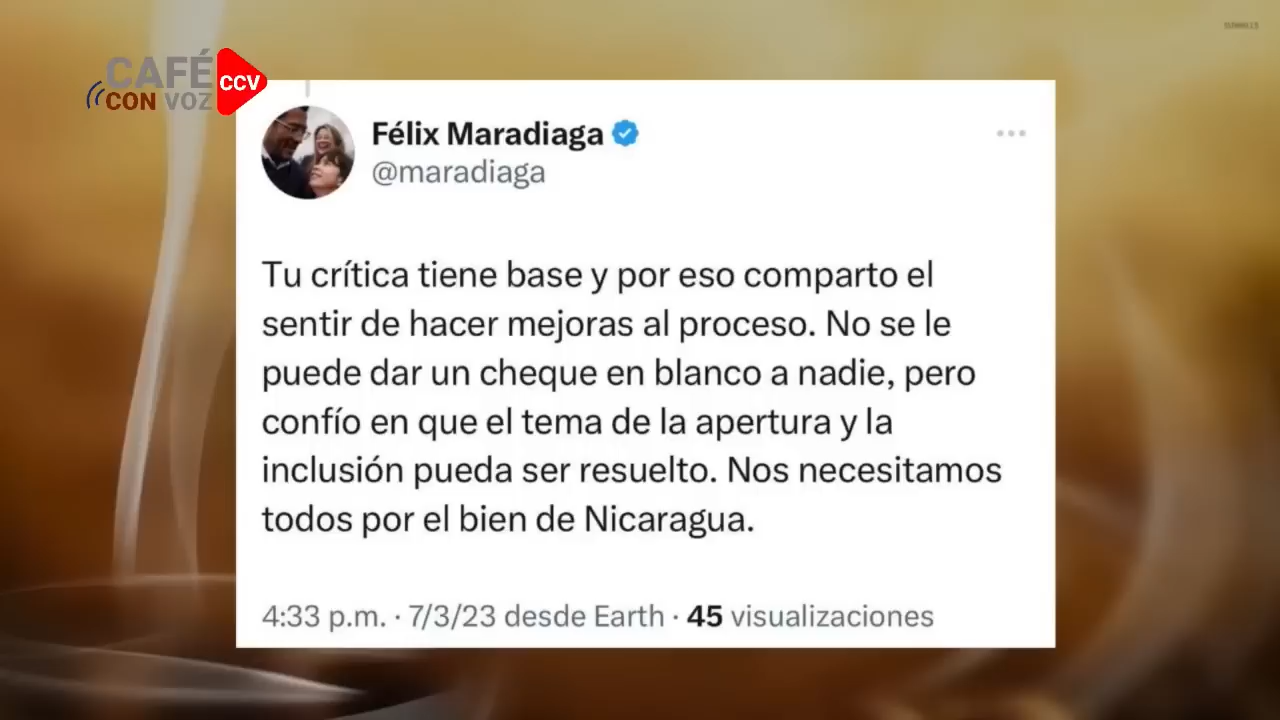 CAFÉ
CON VOZ
CCV
Félix Maradiaga
@maradiaga
Tu crítica tiene base y por eso comparto el
sentir de hacer mejoras al proceso. No se le
puede dar un cheque en blanco a nadie, pero
confío en que el tema de la apertura y la
inclusión pueda ser resuelto. Nos necesitamos
todos por el bien de Nicaragua.
4:33 p.m. · 7/3/23 desde Earth · 45 visualizaciones